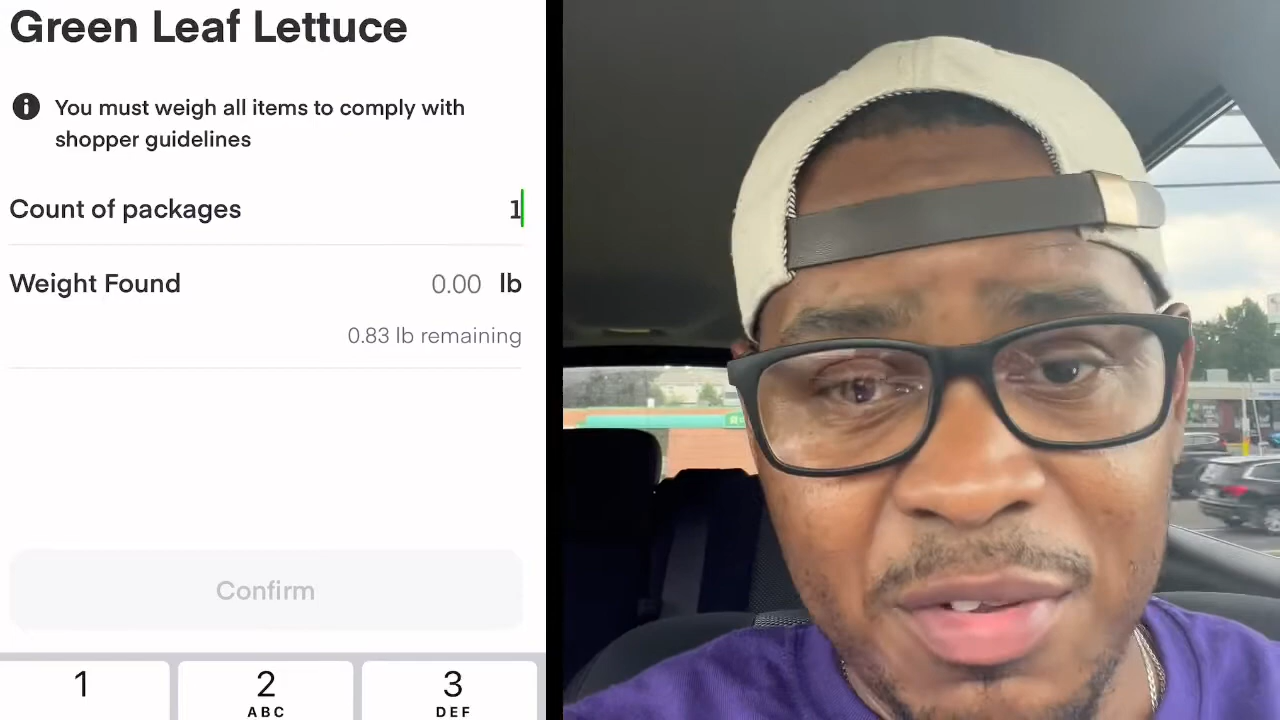 Green Leaf Lettuce
You must weigh all items to comply with
shopper guidelines
Count of packages 1
Weight Found 0.00 lb
0.83 lb remaining
Confirm
1 2 3
ABC DEF